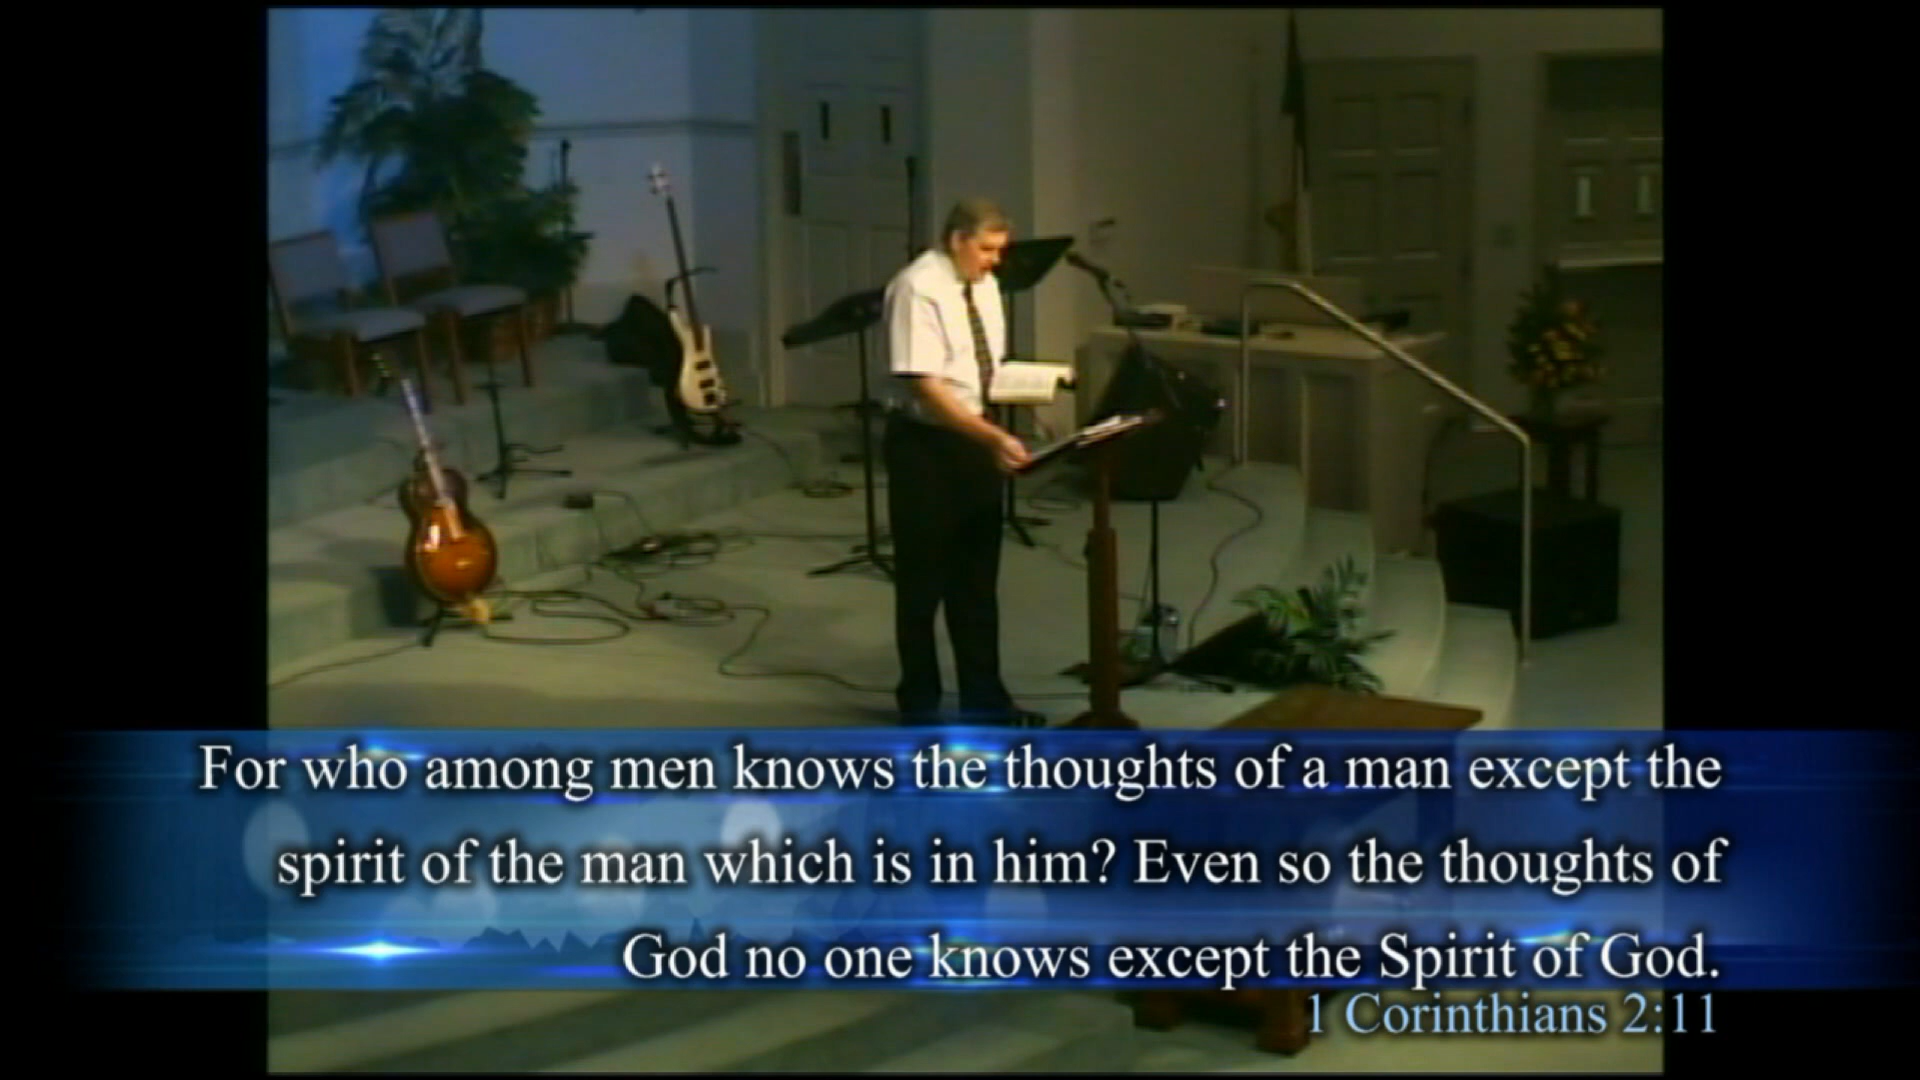 For who among men knows the thoughts of a man except the
spirit of the man which is in him? Even so the thoughts of
God no one knows except the Spirit of God.
1 Corinthians 2:11